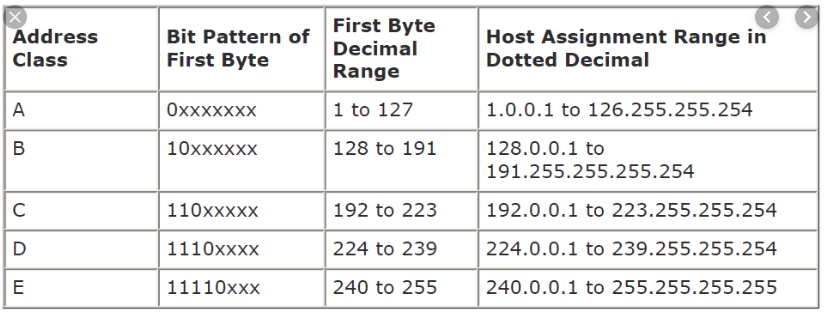 Address Class
Bit Pattern of First Byte
First Byte Decimal Range
Host Assignment Range in Dotted Decimal
A
0xxxxxxx
1 to 127
1.0.0.1 to 126.255.255.254
B
10xxxxxx
128 to 191
128.0.0.1 to
191.255.255.255.254
C
110xxxxx
192 to 223
192.0.0.1 to 223.255.255.254
D
1110xxxx
224 to 239
224.0.0.1 to 239.255.255.254
E
11110xxx
240 to 255
240.0.0.1 to 255.255.255.255